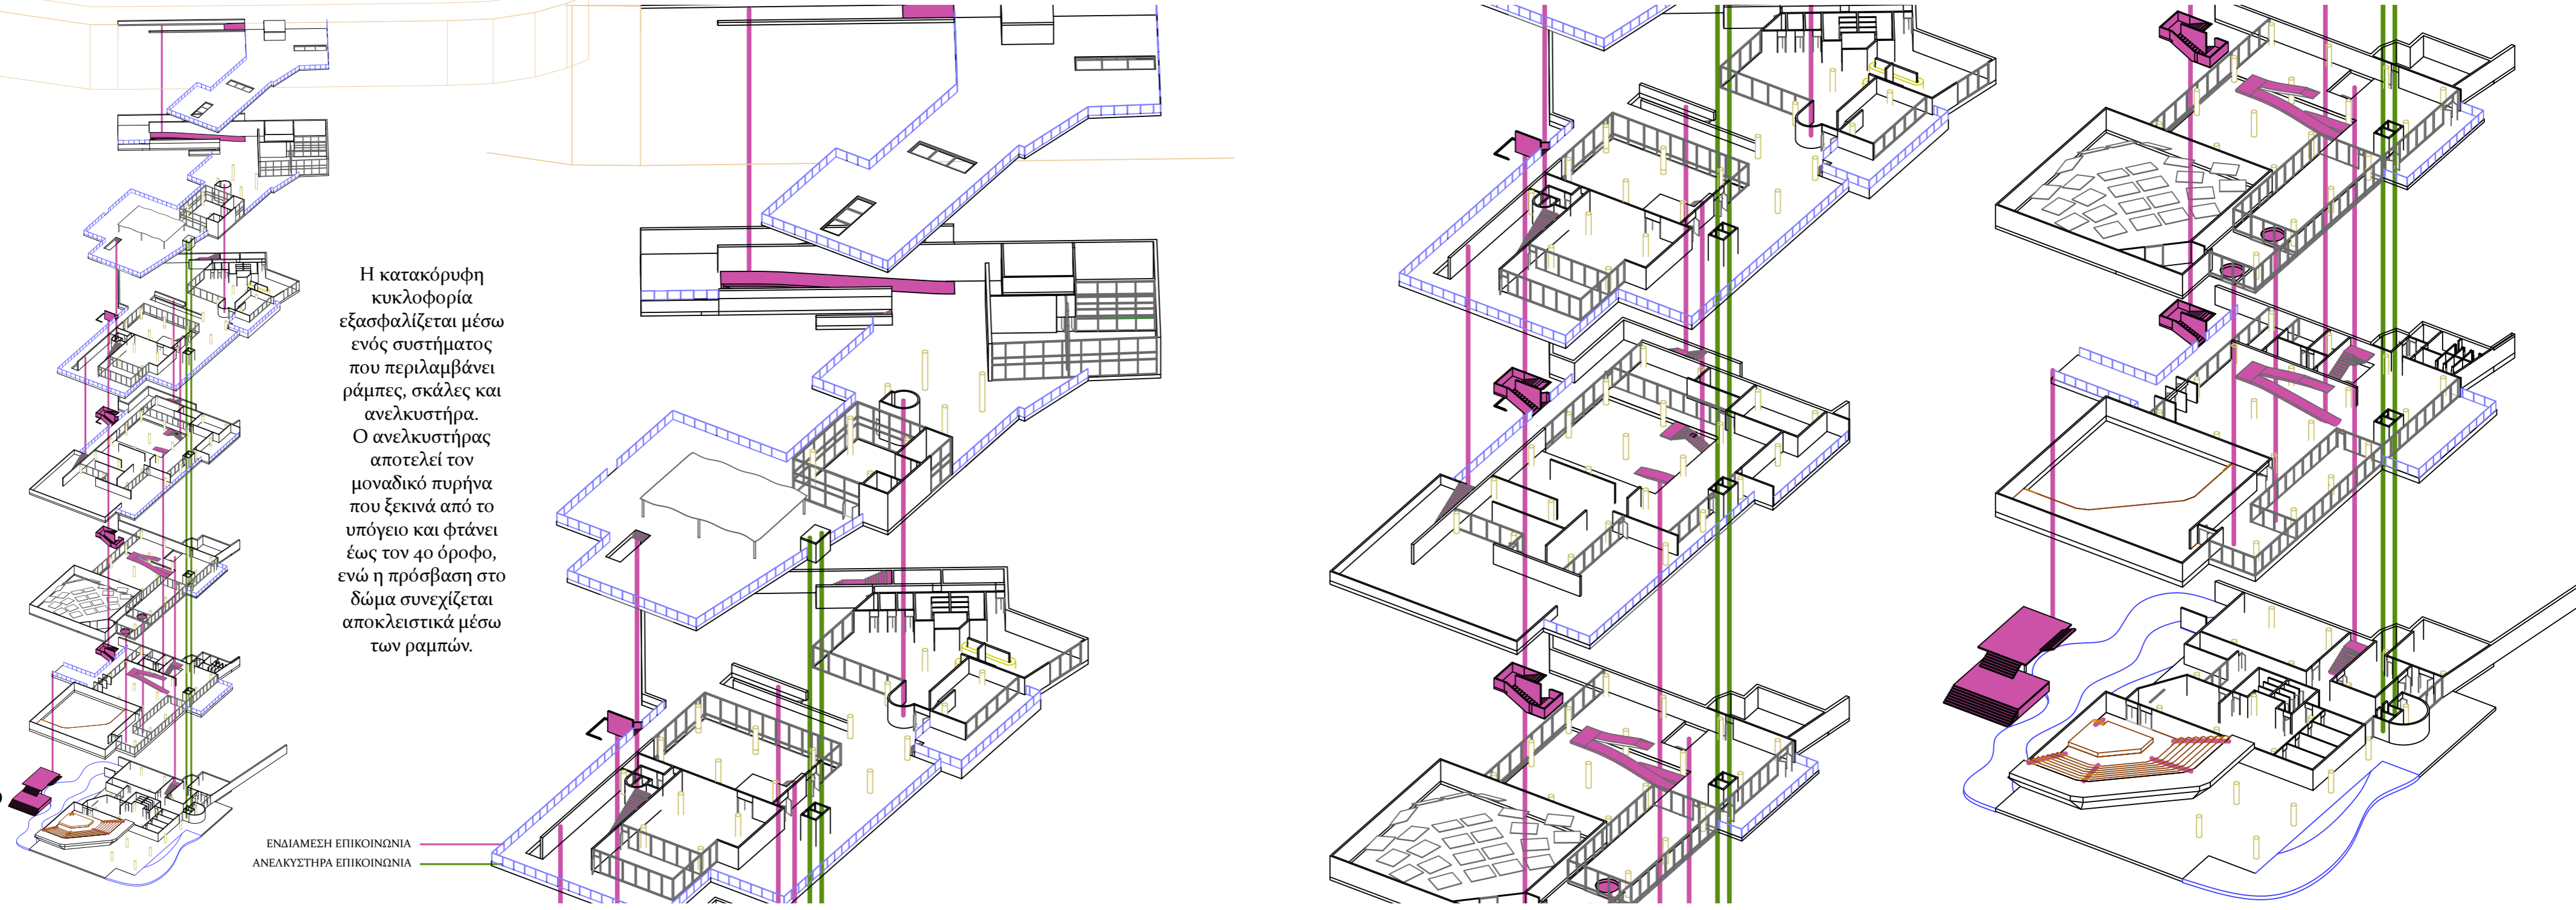 Η κατακόρυφη
κυκλοφορία
εξασφαλίζεται μέσω
ενός συστήματος
που περιλαμβάνει
ράμπες, σκάλες και
ανελκυστήρα.
Ο ανελκυστήρας
αποτελεί τον
μοναδικό πυρήνα
που ξεκινά από το
υπόγειο και φτάνει
έως τον 4ο όροφο,
ενώ η πρόσβαση στο
δώμα συνεχίζεται
αποκλειστικά μέσω
των ραμπών.
ΕΝΔΙΑΜΕΣΗ ΕΠΙΚΟΙΝΩΝΙΑ
ΑΝΕΛΚΥΣΤΗΡΑ ΕΠΙΚΟΙΝΩΝΙΑ